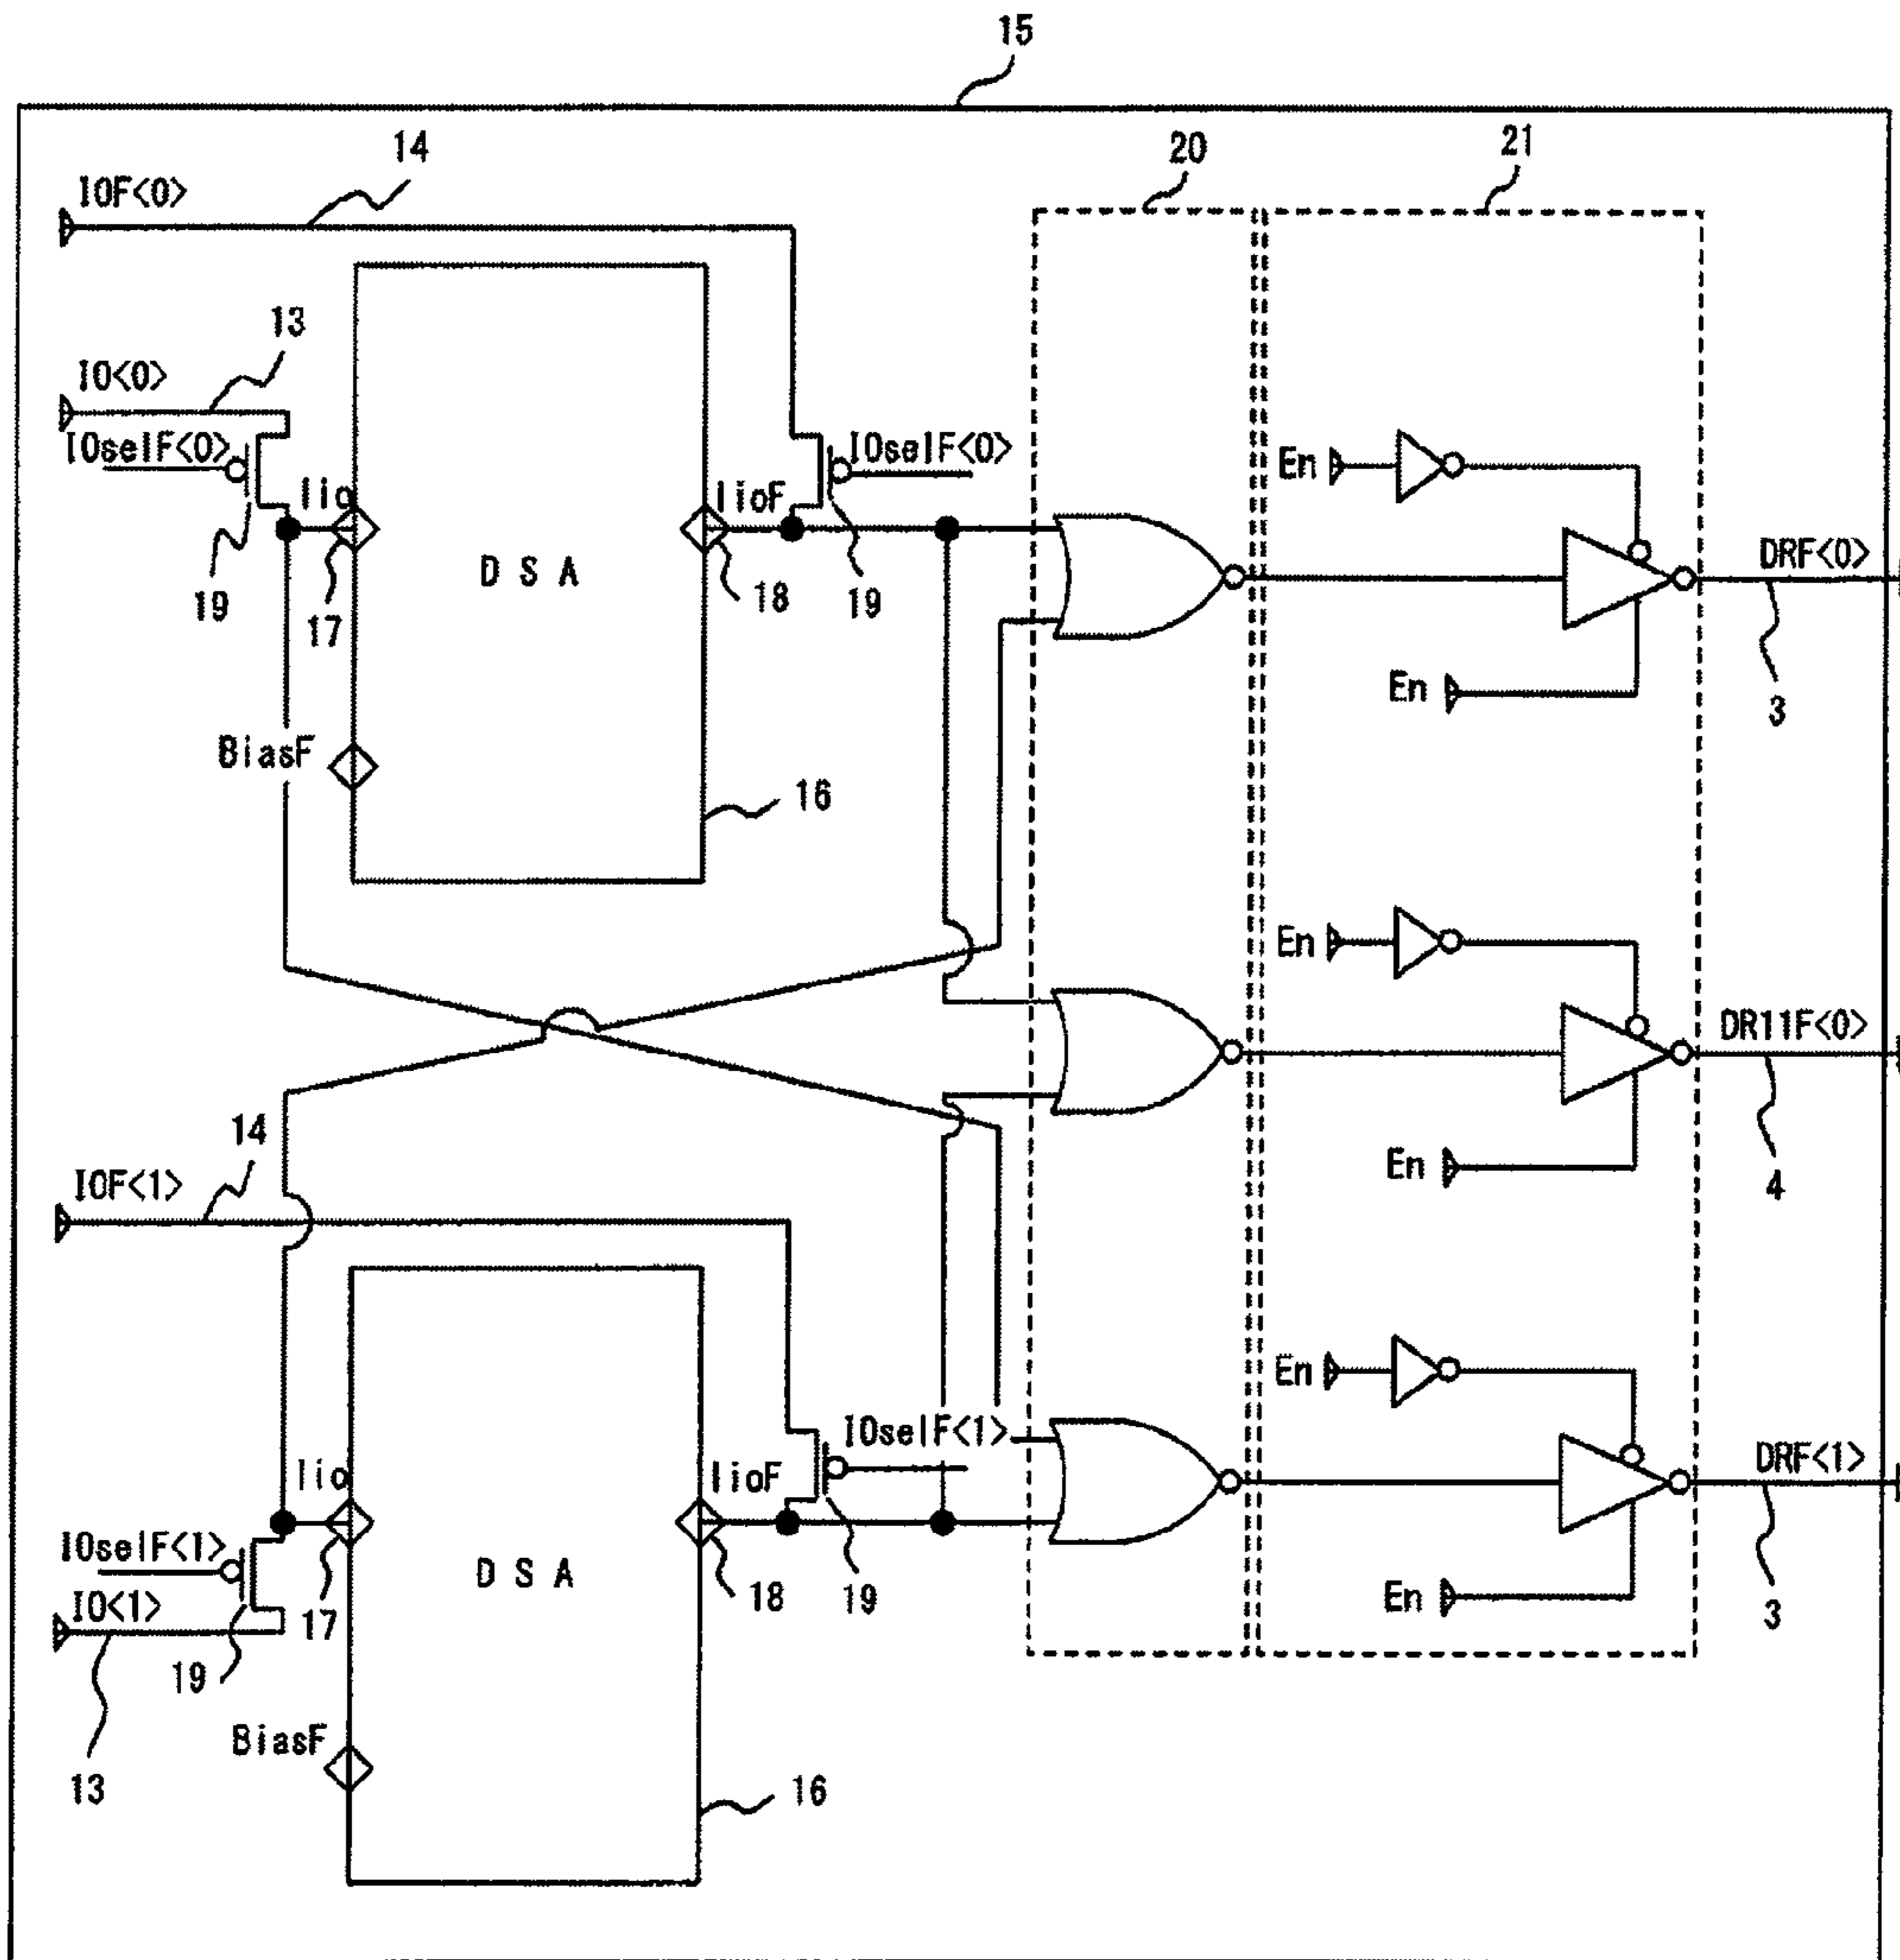 15
14
20
21
IOF<0>
13
IO<0>
IOselF<0>
IOselF<0>
En
lio
lioF
D S A
DRF<0>
19
17
18
19
En
3
BiasF
16
En
DR11F<0>
14
En
4
IOF<1>
En
IOselF<1>
DRF<1>
lio
lioF
IOselF<1>
D S A
En
IO<1>
17
18
19
3
19
BiasF
13
16